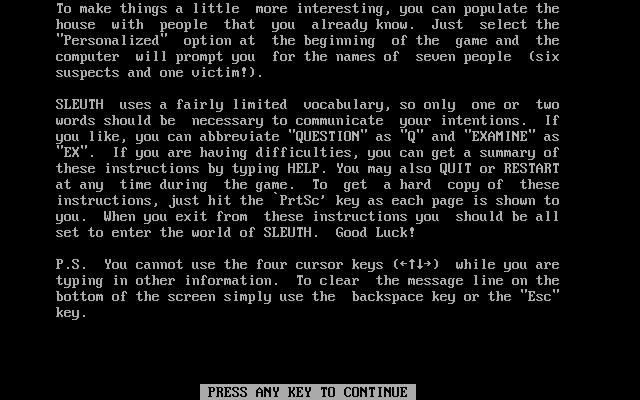 To make things a little  more interesting, you can populate the
house  with  people  that  you  already know.  Just  select the
"Personalized"  option at  the beginning  of the  game and  the
computer  will prompt you  for the names of  seven people  (six
suspects and one victim!).
SLEUTH  uses a fairly limited  vocabulary, so only  one or  two
words should be  necessary to communicate  your intentions.  If
you like, you can abbreviate "QUESTION" as "Q" and "EXAMINE" as
"EX".  If you are having difficulties, you can get a summary of
these instructions by typing HELP. You may also QUIT or RESTART
at any  time during  the game.  To  get  a hard  copy of  these
instructions, just hit the `PrtSc' key as each page is shown to
you.  When you exit from  these instructions you  should be all
set to enter the world of SLEUTH.  Good Luck!
P.S.  You cannot use the four cursor keys (←↑↓→)  while you are
typing in other information.  To clear  the message line on the
bottom of the screen simply use the  backspace key or the "Esc"
key.
PRESS ANY KEY TO CONTINUE